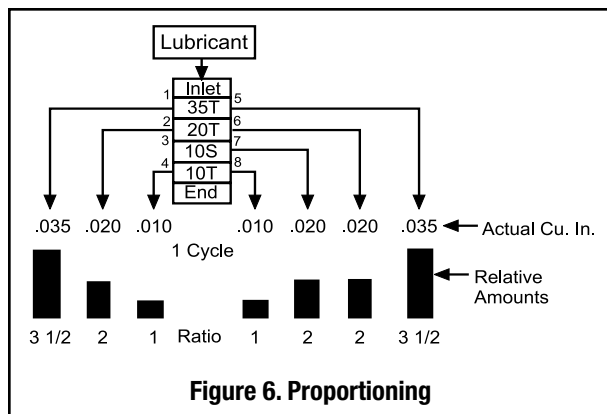 Lubricant
Inlet
1 35T 5
2 20T 6
3 10S 7
4 10T 8
End
.035 .020 .010 .010 .020 .020 .035 Actual Cu. In.
1 Cycle
Relative
Amounts
3 1/2 2 1 Ratio 1 2 2 3 1/2
Figure 6. Proportioning